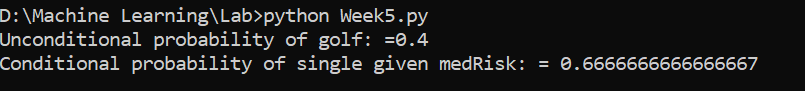 D:\Machine Learning\Lab>python Week5.py
Unconditional probability of golf: =0.4
Conditional probability of single given medRisk: = 0.6666666666666667